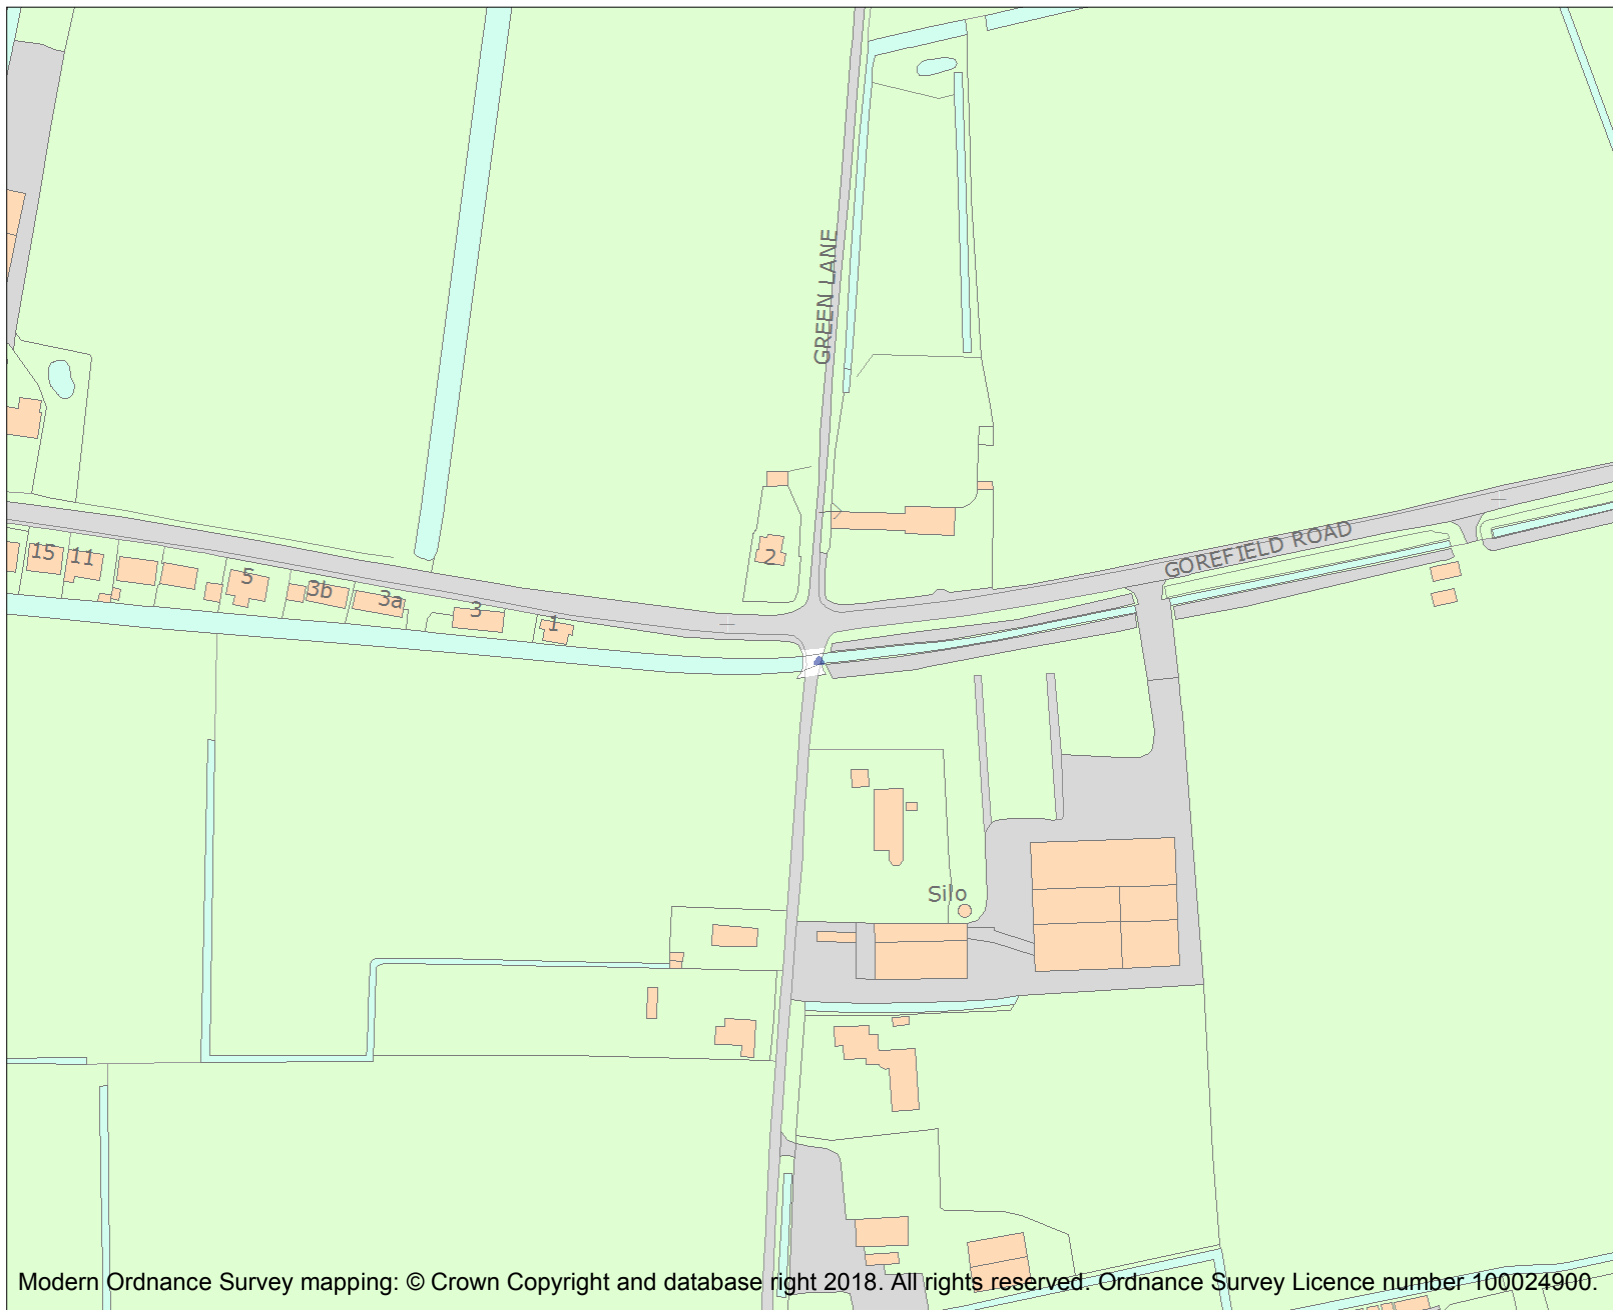 GREEN LANE
GOREFIELD ROAD
15
11
5
3b
3a
3
1
2
Silo
Modern Ordnance Survey mapping: © Crown Copyright and database right 2018. All rights reserved. Ordnance Survey Licence number 100024900.